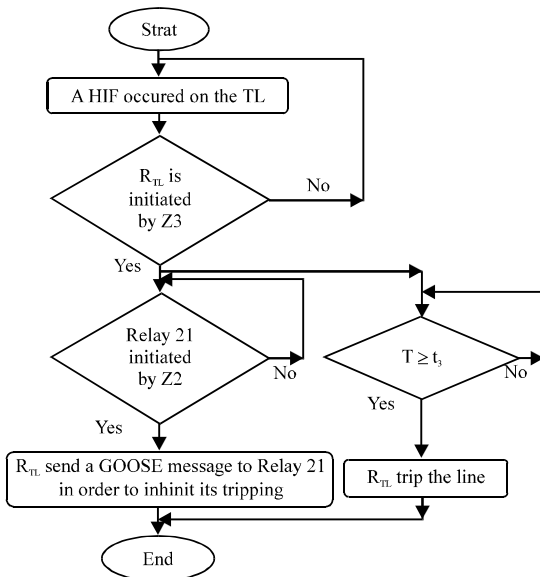 Strat
A HIF occured on the TL
R_TL is
initiated
by Z3
No
Yes
Relay 21
initiated
by Z2
No
Yes
T ≥ t₃
No
Yes
R_TL send a GOOSE message to Relay 21
in order to inhinit its tripping
R_TL trip the line
End